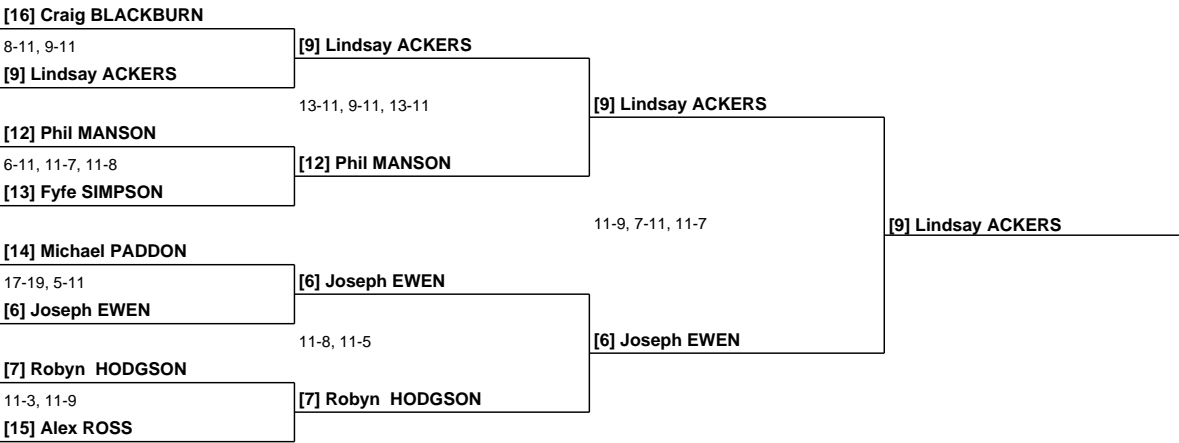 [16] Craig BLACKBURN
8-11, 9-11
[9] Lindsay ACKERS
[9] Lindsay ACKERS
13-11, 9-11, 13-11
[9] Lindsay ACKERS
[12] Phil MANSON
6-11, 11-7, 11-8
[12] Phil MANSON
[13] Fyfe SIMPSON
11-9, 7-11, 11-7
[9] Lindsay ACKERS
[14] Michael PADDON
17-19, 5-11
[6] Joseph EWEN
[6] Joseph EWEN
11-8, 11-5
[6] Joseph EWEN
[7] Robyn  HODGSON
11-3, 11-9
[7] Robyn  HODGSON
[15] Alex ROSS